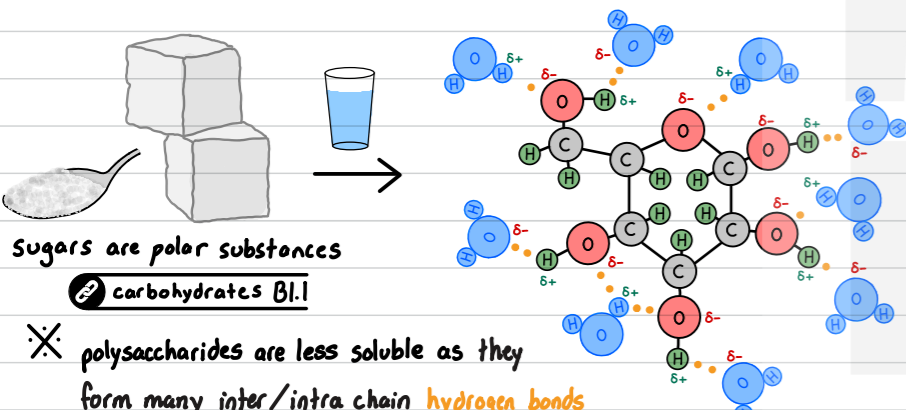 sugars are polar substances
carbohydrates B1.1
polysaccharides are less soluble as they
form many inter/intra chain hydrogen bonds
O H H δ+
δ- O H H
δ+ O H H
δ- O H δ+
δ- O
δ- O H δ+
O H H δ-
C H H
C H
C H
H H O δ-
δ+ H O δ-
C H
C H
δ- O H
δ+ O H H
C H
δ- O H H
H H O δ+
O δ-
H δ+
δ- O H H